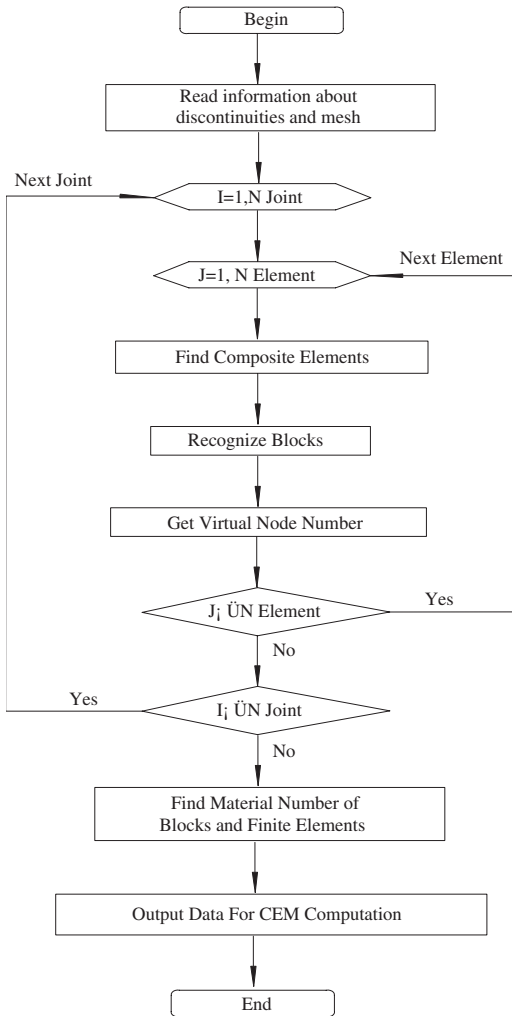 Begin
Read information about
discontinuities and mesh
Next Joint
I=1,N Joint
Next Element
J=1, N Element
Find Composite Elements
Recognize Blocks
Get Virtual Node Number
J¡ ÜN Element
Yes
No
Yes
I¡ ÜN Joint
No
Find Material Number of
Blocks and Finite Elements
Output Data For CEM Computation
End